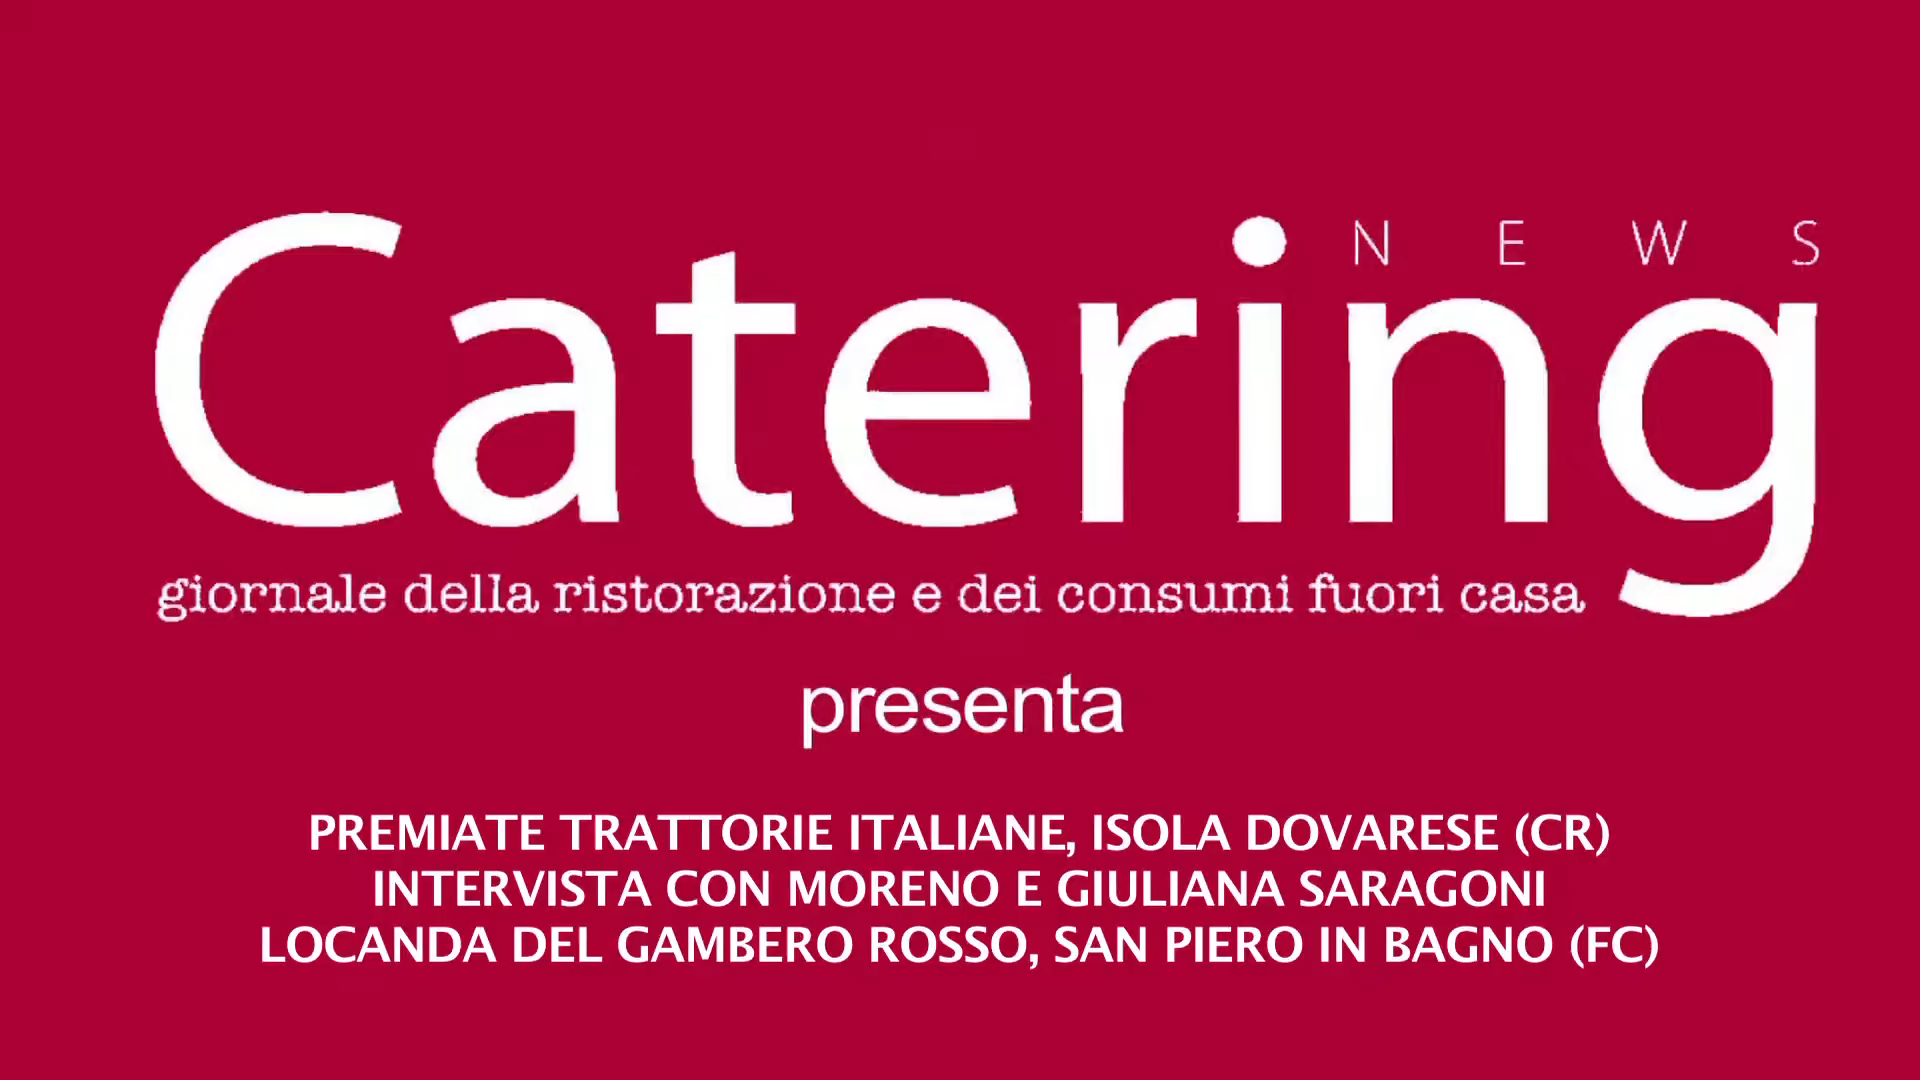 NEWS
Catering
giornale della ristorazione e dei consumi fuori casa
presenta
PREMIATE TRATTORIE ITALIANE, ISOLA DOVARESE (CR)
INTERVISTA CON MORENO E GIULIANA SARAGONI
LOCANDA DEL GAMBERO ROSSO, SAN PIERO IN BAGNO (FC)